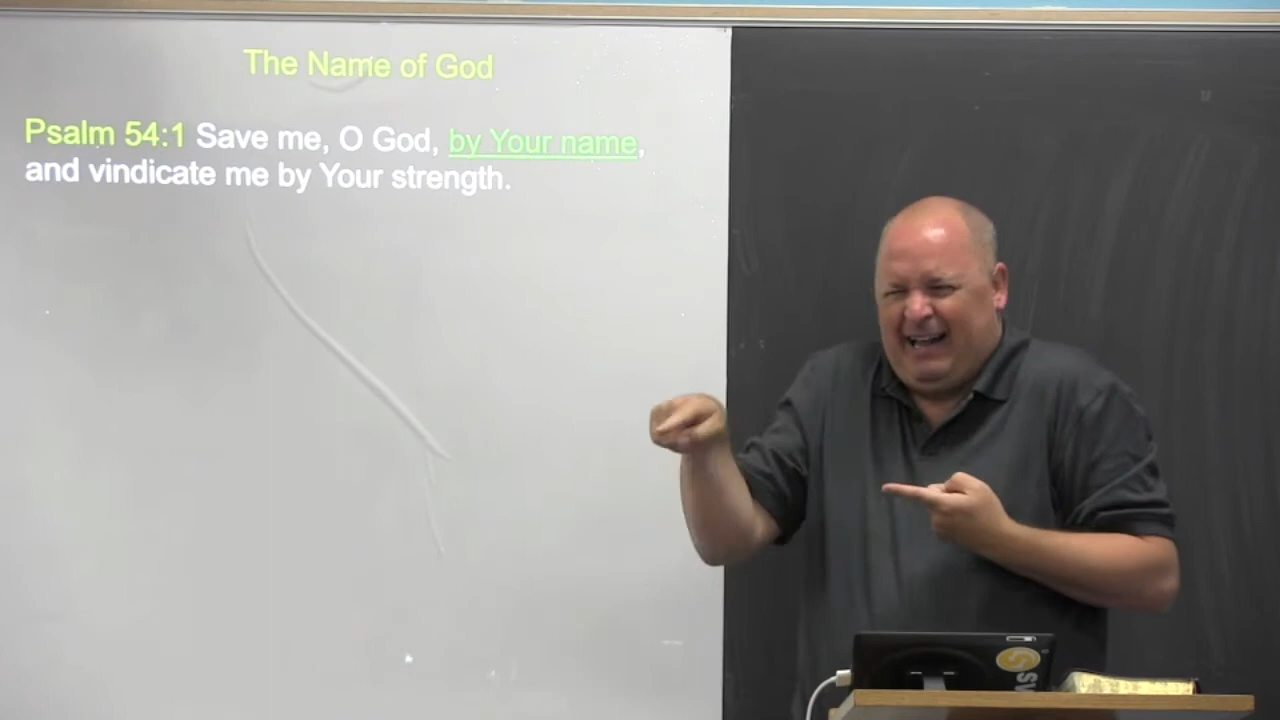 The Name of God
Psalm 54:1 Save me, O God, by Your name,
and vindicate me by Your strength.
S SV